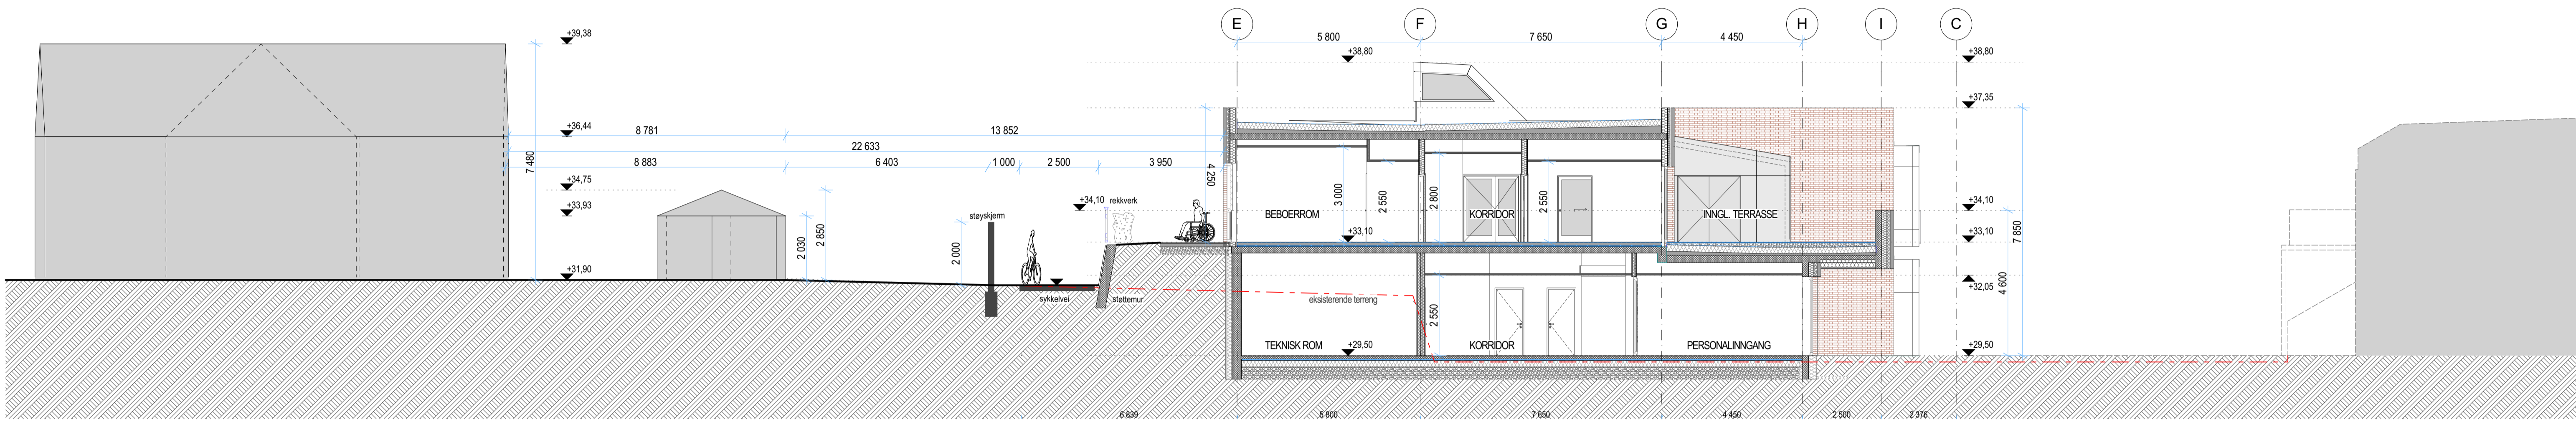 E F G H I C
+39,38
5 800 7 650 4 450
+38,80 +38,80
+37,35
+36,44 8 781 13 852
22 633
7 480 8 883 6 403 1 000 2 500 3 950 4 250
+34,75
3 000 2 550 2 800 2 550
+34,10 rekkverk +34,10
+33,93 støyskjerm BEBOERROM KORRIDOR INNGL. TERRASSE
2 030 2 850 2 000 +33,10 +33,10 7 850
+31,90
+32,05 4 600
sykkelvei støttemur eksisterende terreng
2 550
TEKNISK ROM +29,50 KORRIDOR PERSONALINNGANG +29,50
6 839 5 800 7 650 4 450 2 500 2 376